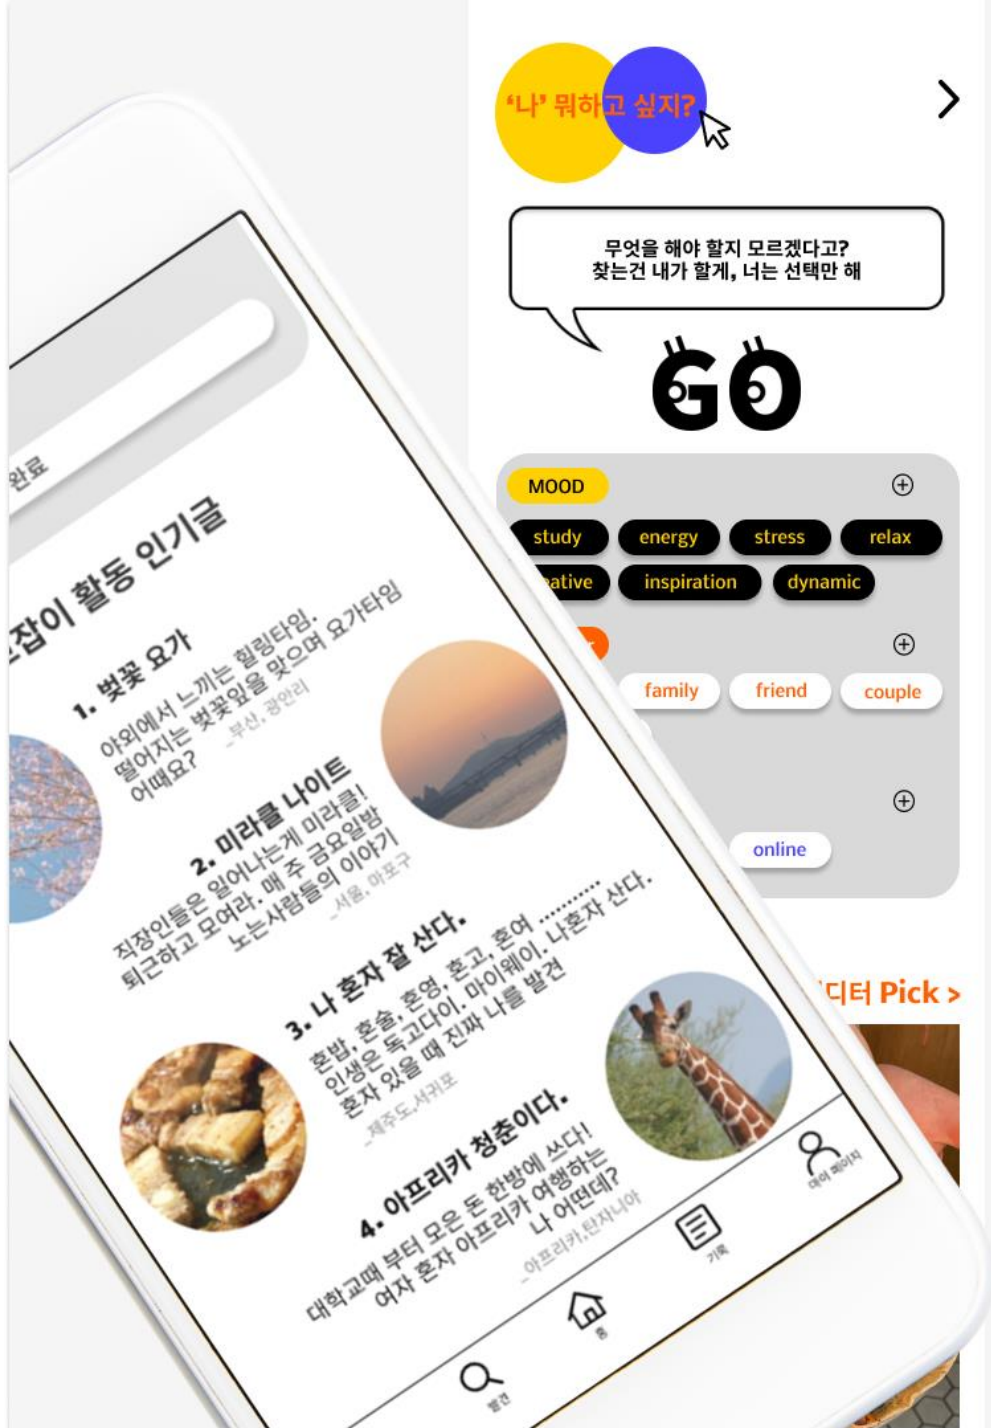 ‘나’ 뭐하고 싶지?
무엇을 해야 할지 모르겠다고?
찾는건 내가 할게, 너는 선택만 해
GO
MOOD
study
energy
stress
relax
inspiration
dynamic
family
friend
couple
online
Pick >
완료
활동 인기글
1. 벚꽃 요가
야외에서 느끼는 힐링타임.
떨어지는 벚꽃잎을 맞으며 요가타임
어때요?
_부산, 광안리
2. 미라클 나이트
직장인들은 일어나는게 미라클!
퇴근하고 모여라. 매 주 금요일밤
노는사람들의 이야기
_서울, 마포구
3. 나 혼자 잘 산다.
혼밥, 혼술, 혼영, 혼고, 혼여 ...........
인생은 독고다이. 마이웨이. 나혼자 산다.
혼자 있을 때 진짜 나를 발견
_제주도,서귀포
4. 아프리카 청춘이다.
대학교때 부터 모은 돈 한방에 쓰다!
여자 혼자 아프리카 여행하는
나 어떤데?
_아프리카,탄자니아
발견
홈
기록
마이 페이지